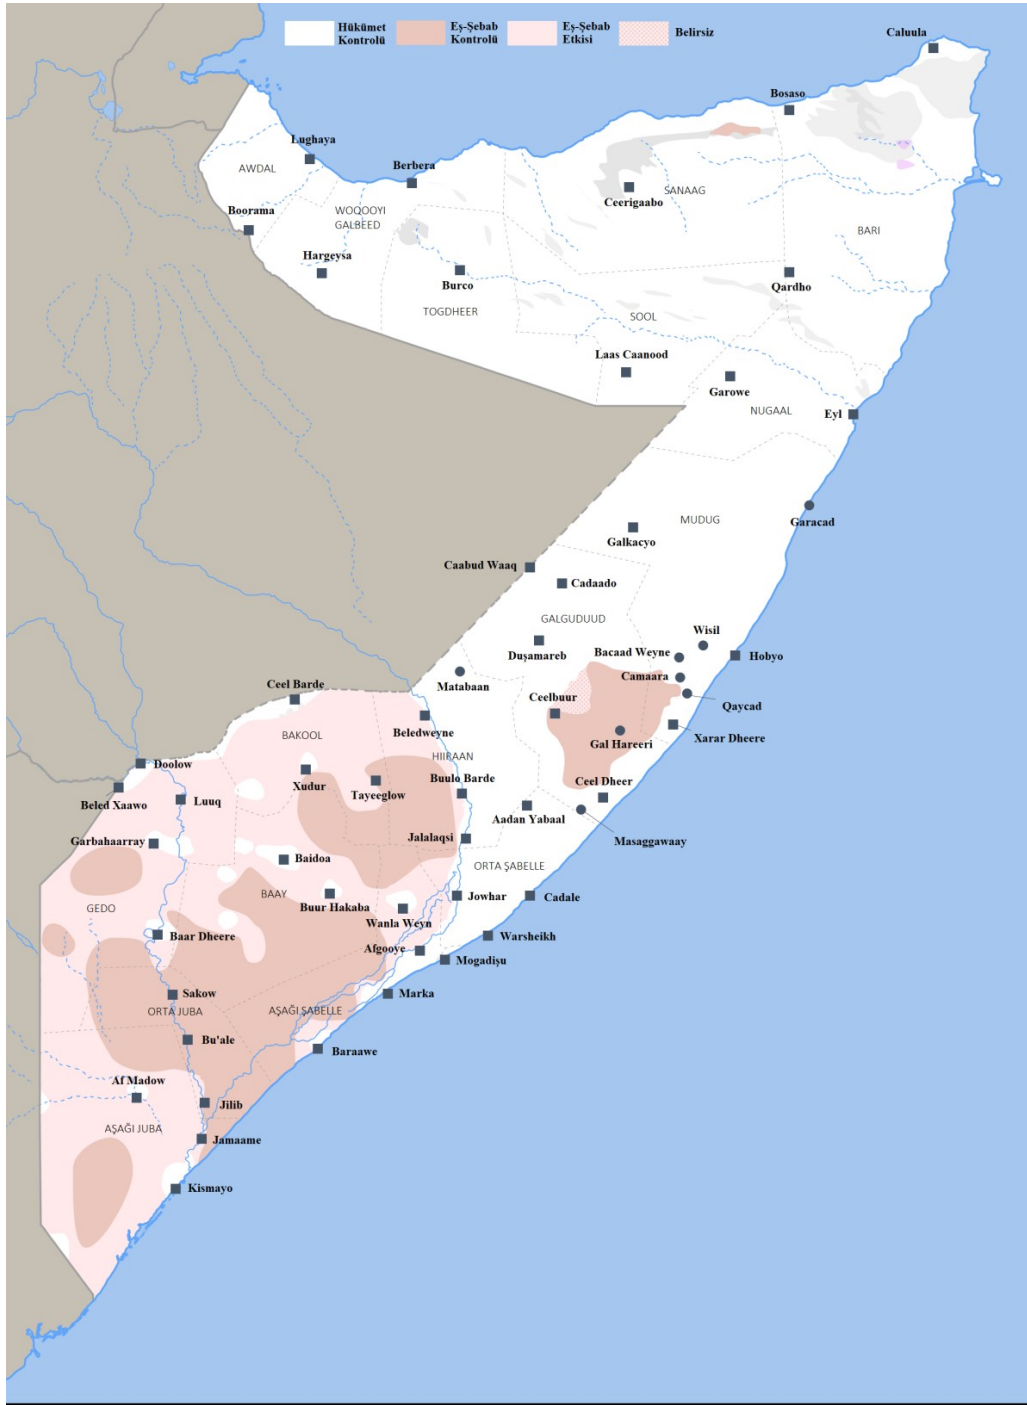 Hükümet
Kontrolü
Eş-Şebab
Kontrolü
Eş-Şebab
Etkisi
Belirsiz
Caluula
Bosaso
Lughaya
Berbera
AWDAL
Ceerigaabo
SANAAG
Boorama
WOQOOYI
GALBEED
BARI
Hargeysa
Burco
Qardho
TOGDHEER
SOOL
Laas Caanood
Garowe
NUGAAL
Eyl
MUDUG
Garacad
Galkacyo
Caabud Waaq
Cadaado
GALGUDUUD
Wisil
Duşamareb
Bacaad Weyne
Hobyo
Camaara
Matabaan
Ceel Barde
Ceelbuur
Qaycad
Beledweyne
BAKOOL
Gal Hareeri
Xarar Dheere
HIIRAAN
Doolow
Xudur
Tayeeglow
Buulo Barde
Ceel Dheer
Beled Xaawo
Luuq
Aadan Yabaal
Masaggawaay
Garbahaarray
Jalalaqsi
Baidoa
ORTA ŞABELLE
BAAY
Buur Hakaba
Jowhar
Cadale
GEDO
Wanla Weyn
Baar Dheere
Afgooye
Warsheikh
Mogadişu
Sakow
Marka
ORTA JUBA
AŞAĞI ŞABELLE
Bu'ale
Baraawe
Af Madow
Jilib
AŞAĞI JUBA
Jamaame
Kismayo